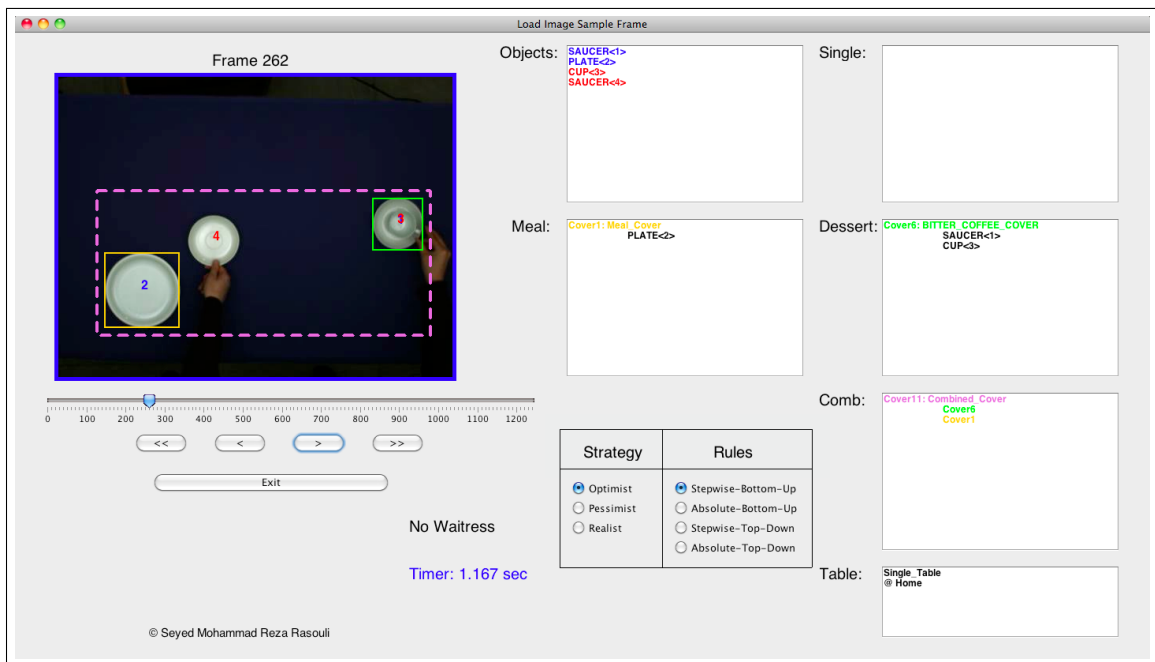 Load Image Sample Frame
Frame 262
4
2
Objects:
SAUCER<1>
PLATE<2>
CUP<3>
SAUCER<4>
Single:
Meal:
Cover1: Meal_Cover
PLATE<2>
Dessert:
Cover6: BITTER_COFFEE_COVER
SAUCER<1>
CUP<3>
0 100 200 300 400 500 600 700 800 900 1000 1100 1200
<< < > >>
Exit
Comb:
Cover11: Combined_Cover
Cover6
Cover1
Strategy Rules
Optimist Stepwise-Bottom-Up
Pessimist Absolute-Bottom-Up
Realist Stepwise-Top-Down
Absolute-Top-Down
No Waitress
Timer: 1.167 sec
Table:
Single_Table
@ Home
© Seyed Mohammad Reza Rasouli